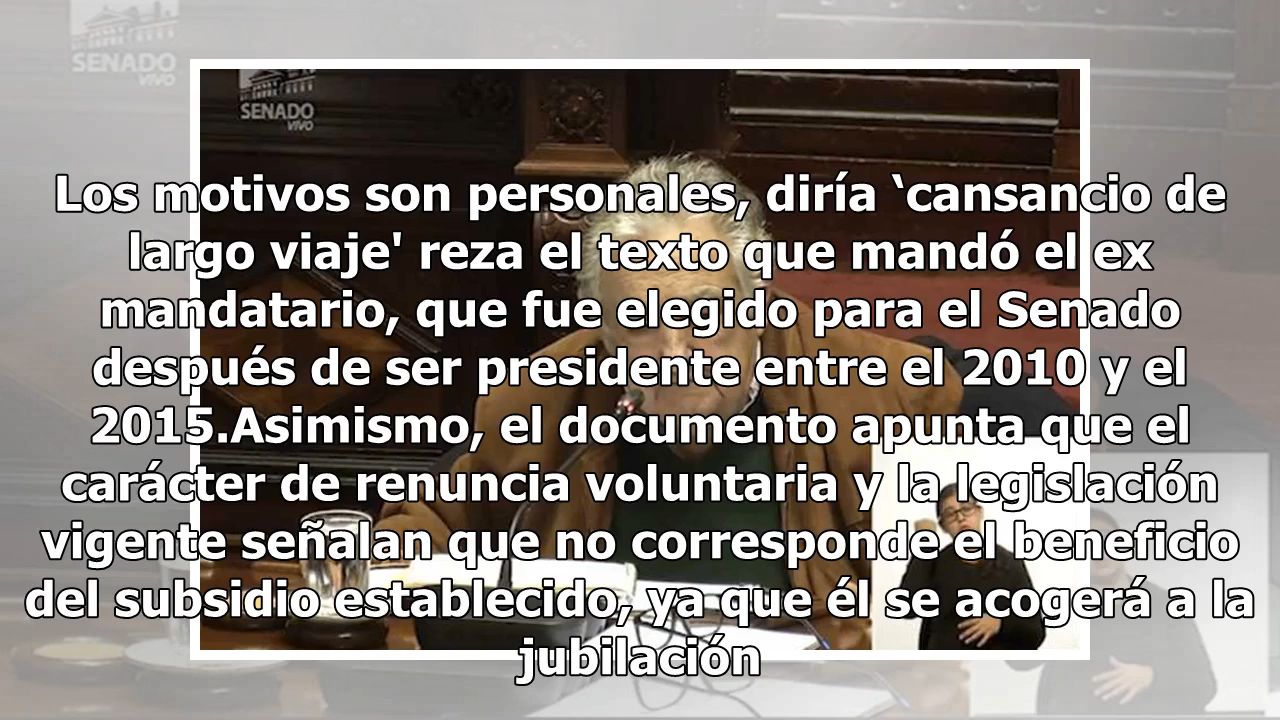 SENADO
VIVO
SENADO
VIVO
Los motivos son personales, diría ‘cansancio de
largo viaje' reza el texto que mandó el ex
mandatario, que fue elegido para el Senado
después de ser presidente entre el 2010 y el
2015.Asimismo, el documento apunta que el
carácter de renuncia voluntaria y la legislación
vigente señalan que no corresponde el beneficio
del subsidio establecido, ya que él se acogerá a la
jubilación